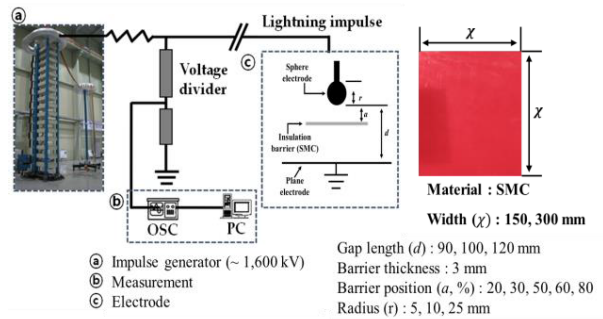 ⓐ
Lightning impulse
ⓒ
Voltage
divider
Sphere
electrode
r
a
d
Insulation
barrier (SMC)
Plane
electrode
ⓑ
OSC
PC
χ
χ
Material : SMC
Width (χ) : 150, 300 mm
ⓐ Impulse generator (~ 1,600 kV)
ⓑ Measurement
ⓒ Electrode
Gap length (d) : 90, 100, 120 mm
Barrier thickness : 3 mm
Barrier position (a, %) : 20, 30, 50, 60, 80
Radius (r) : 5, 10, 25 mm